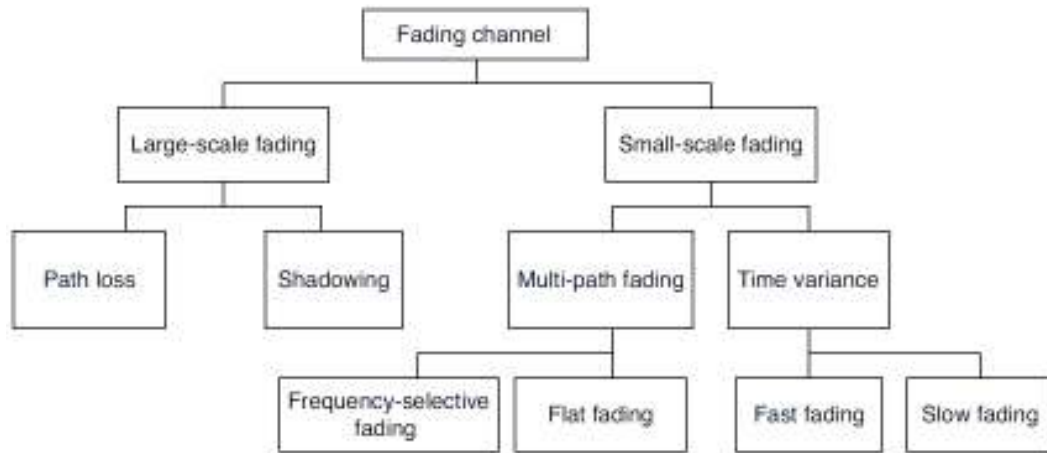 Fading channel
Large-scale fading
Small-scale fading
Path loss
Shadowing
Multi-path fading
Time variance
Frequency-selective
fading
Flat fading
Fast fading
Slow fading